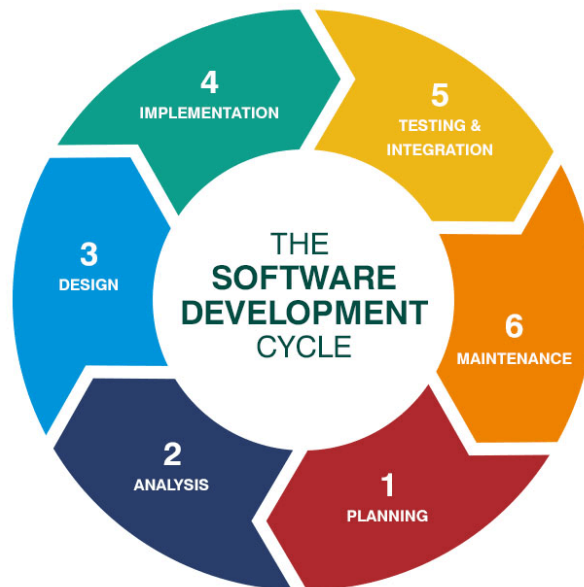 THE
SOFTWARE
DEVELOPMENT
CYCLE
1
PLANNING
2
ANALYSIS
3
DESIGN
4
IMPLEMENTATION
5
TESTING &
INTEGRATION
6
MAINTENANCE